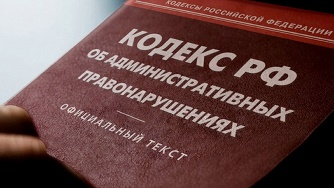 КОДЕКСЫ РОССИЙСКОЙ ФЕДЕРАЦИИ
КОДЕКС РФ
ОБ АДМИНИСТРАТИВНЫХ
ПРАВОНАРУШЕНИЯХ
ОФИЦИАЛЬНЫЙ ТЕКСТ